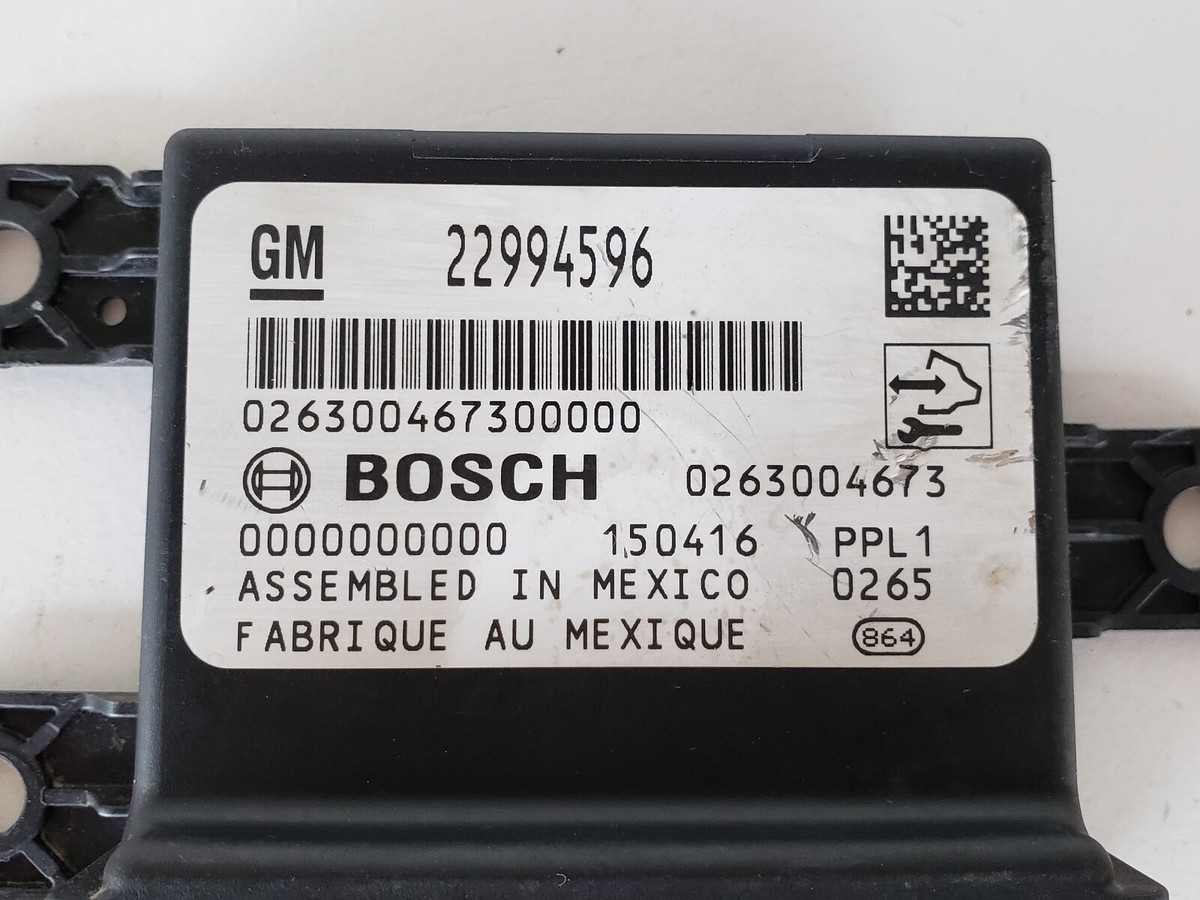 GM 22994596
026300467300000
BOSCH 0263004673
0000000000 150416 PPL1
ASSEMBLED IN MEXICO 0265
FABRIQUE AU MEXIQUE 864